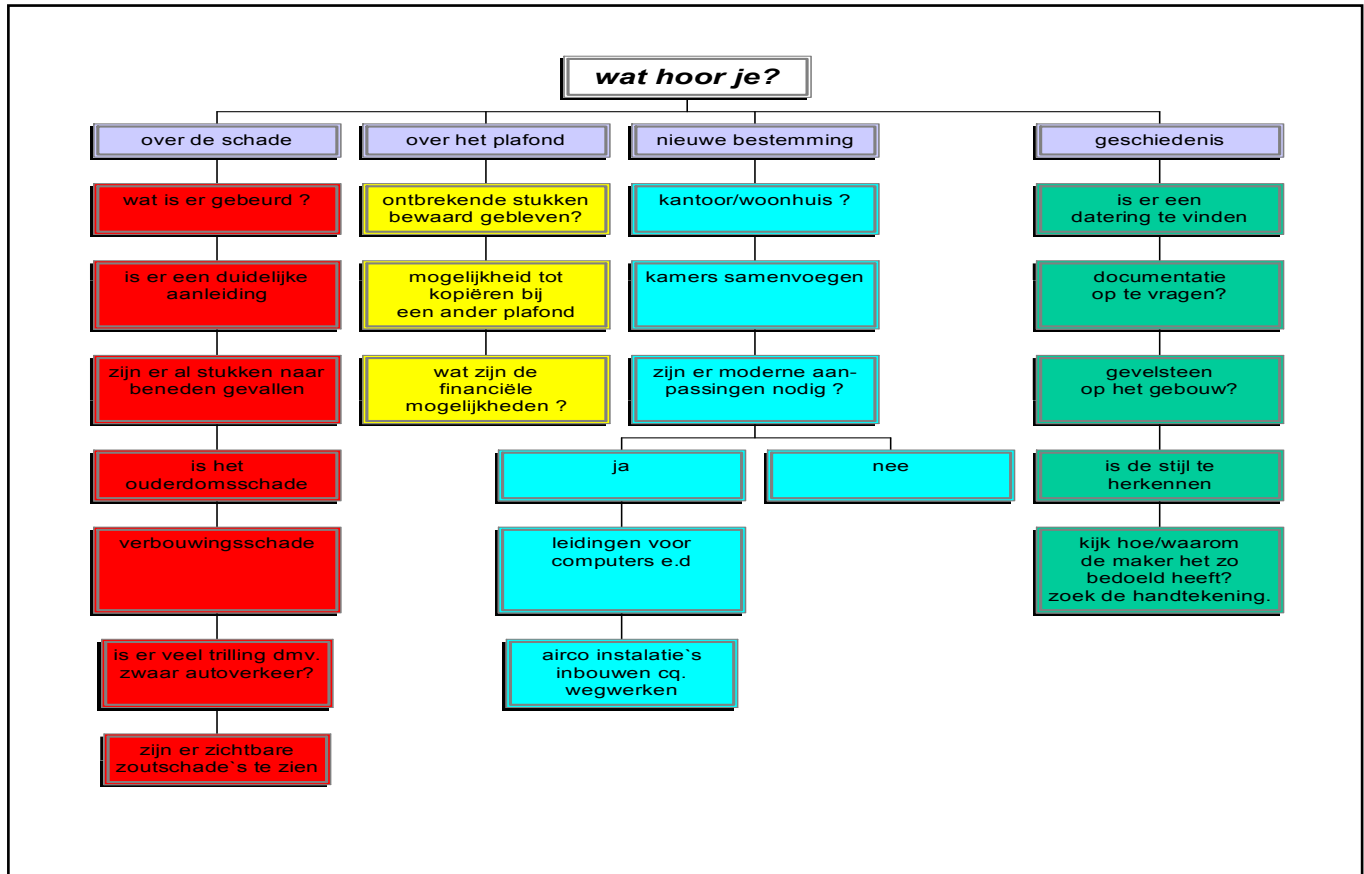 wat hoor je?
over de schade
over het plafond
nieuwe bestemming
geschiedenis
wat is er gebeurd ?
is er een duidelijke
aanleiding
zijn er al stukken naar
beneden gevallen
is het
ouderdomsschade
verbouwingsschade
is er veel trilling dmv.
zwaar autoverkeer?
zijn er zichtbare
zoutschade`s te zien
ontbrekende stukken
bewaard gebleven?
mogelijkheid tot
kopiëren bij
een ander plafond
wat zijn de
financiële
mogelijkheden ?
kantoor/woonhuis ?
kamers samenvoegen
zijn er moderne aan-
passingen nodig ?
ja
nee
leidingen voor
computers e.d
airco instalatie`s
inbouwen cq.
wegwerken
is er een
datering te vinden
documentatie
op te vragen?
gevelsteen
op het gebouw?
is de stijl te
herkennen
kijk hoe/waarom
de maker het zo
bedoeld heeft?
zoek de handtekening.